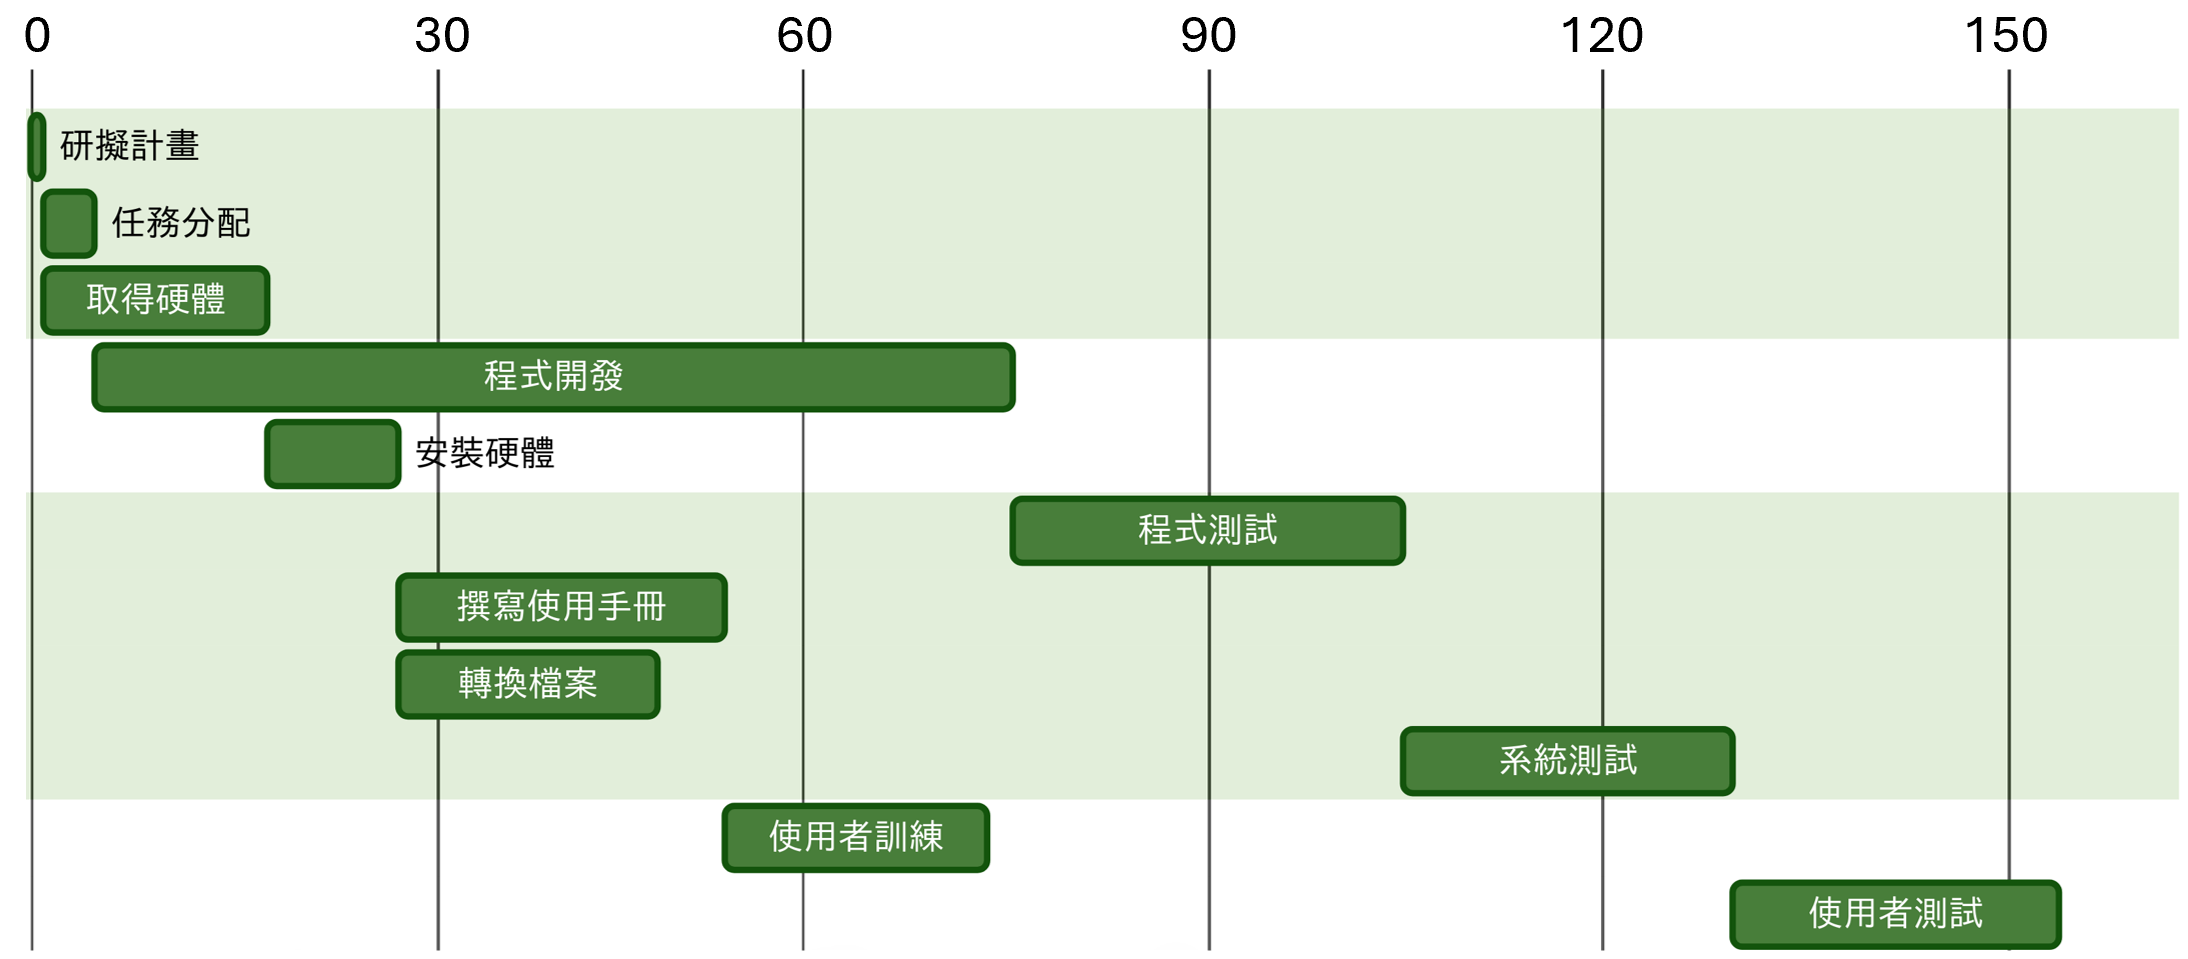 0 30 60 90 120 150
研擬計畫
任務分配
取得硬體
程式開發
安裝硬體
程式測試
撰寫使用手冊
轉換檔案
系統測試
使用者訓練
使用者測試